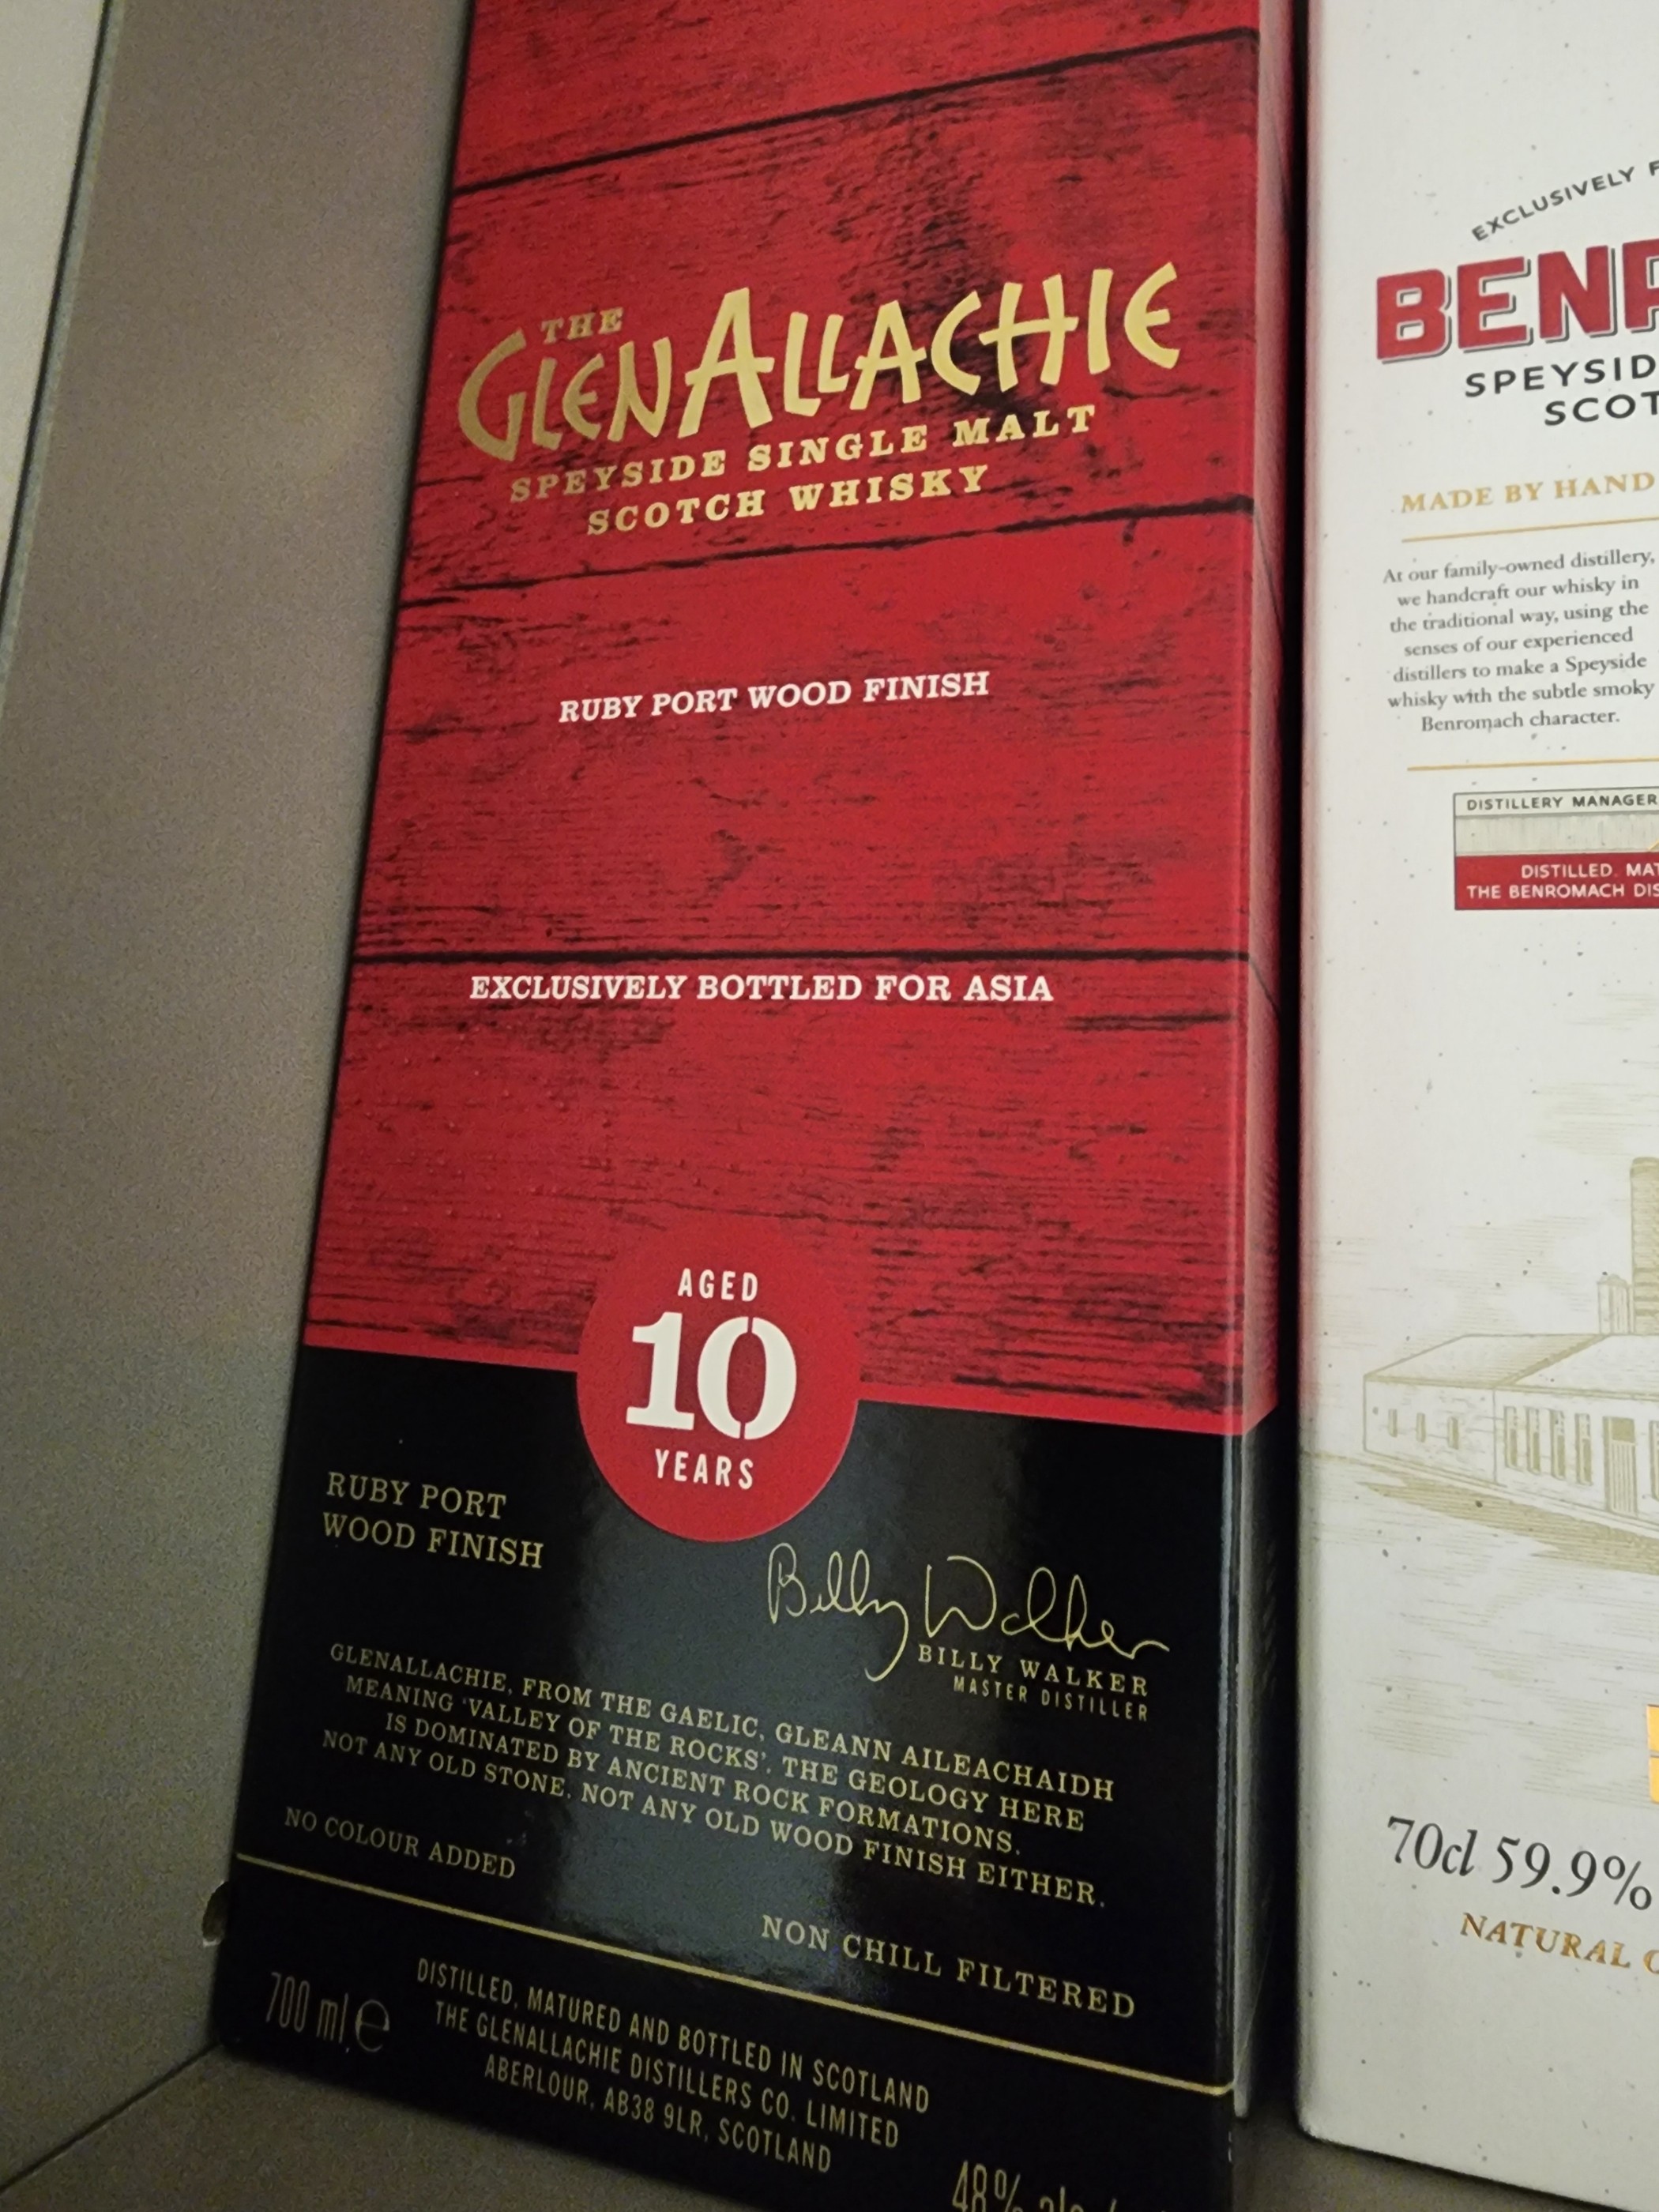 THE
GLENALLACHIE
SPEYSIDE SINGLE MALT
SCOTCH WHISKY
RUBY PORT WOOD FINISH
EXCLUSIVELY BOTTLED FOR ASIA
AGED
10
YEARS
RUBY PORT
WOOD FINISH
Billy Walker
BILLY WALKER
MASTER DISTILLER
GLENALLACHIE, FROM THE GAELIC, GLEANN AILEACHAIDH
MEANING 'VALLEY OF THE ROCKS'. THE GEOLOGY HERE
IS DOMINATED BY ANCIENT ROCK FORMATIONS.
NOT ANY OLD STONE. NOT ANY OLD WOOD FINISH EITHER.
NO COLOUR ADDED
NON CHILL FILTERED
700 ml e
DISTILLED, MATURED AND BOTTLED IN SCOTLAND
THE GLENALLACHIE DISTILLERS CO. LIMITED
ABERLOUR, AB38 9LR, SCOTLAND
48%
EXCLUSIVELY
BENR
SPEYSID
SCOT
MADE BY HAND
At our family-owned distillery,
we handcraft our whisky in
the traditional way, using the
senses of our experienced
distillers to make a Speyside
whisky with the subtle smoky
Benromach character.
DISTILLERY MANAGER
DISTILLED. MAT
THE BENROMACH DIS
70cl 59.9%
NATURAL